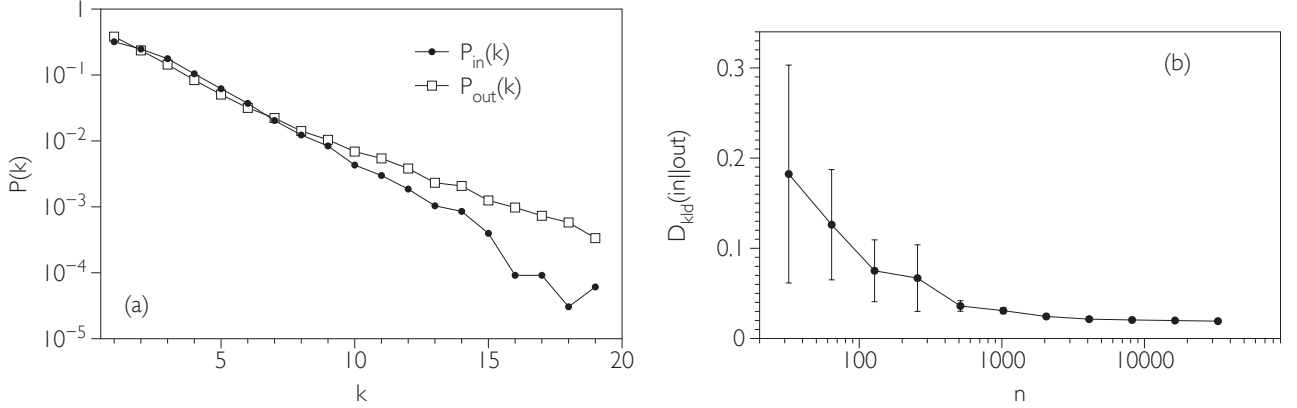 1
10⁻¹
10⁻²
10⁻³
10⁻⁴
10⁻⁵
P(k)
P_in(k)
P_out(k)
(a)
5
10
15
20
k
0.3
0.2
0.1
0
D_kld(in||out)
(b)
100
1000
10000
n